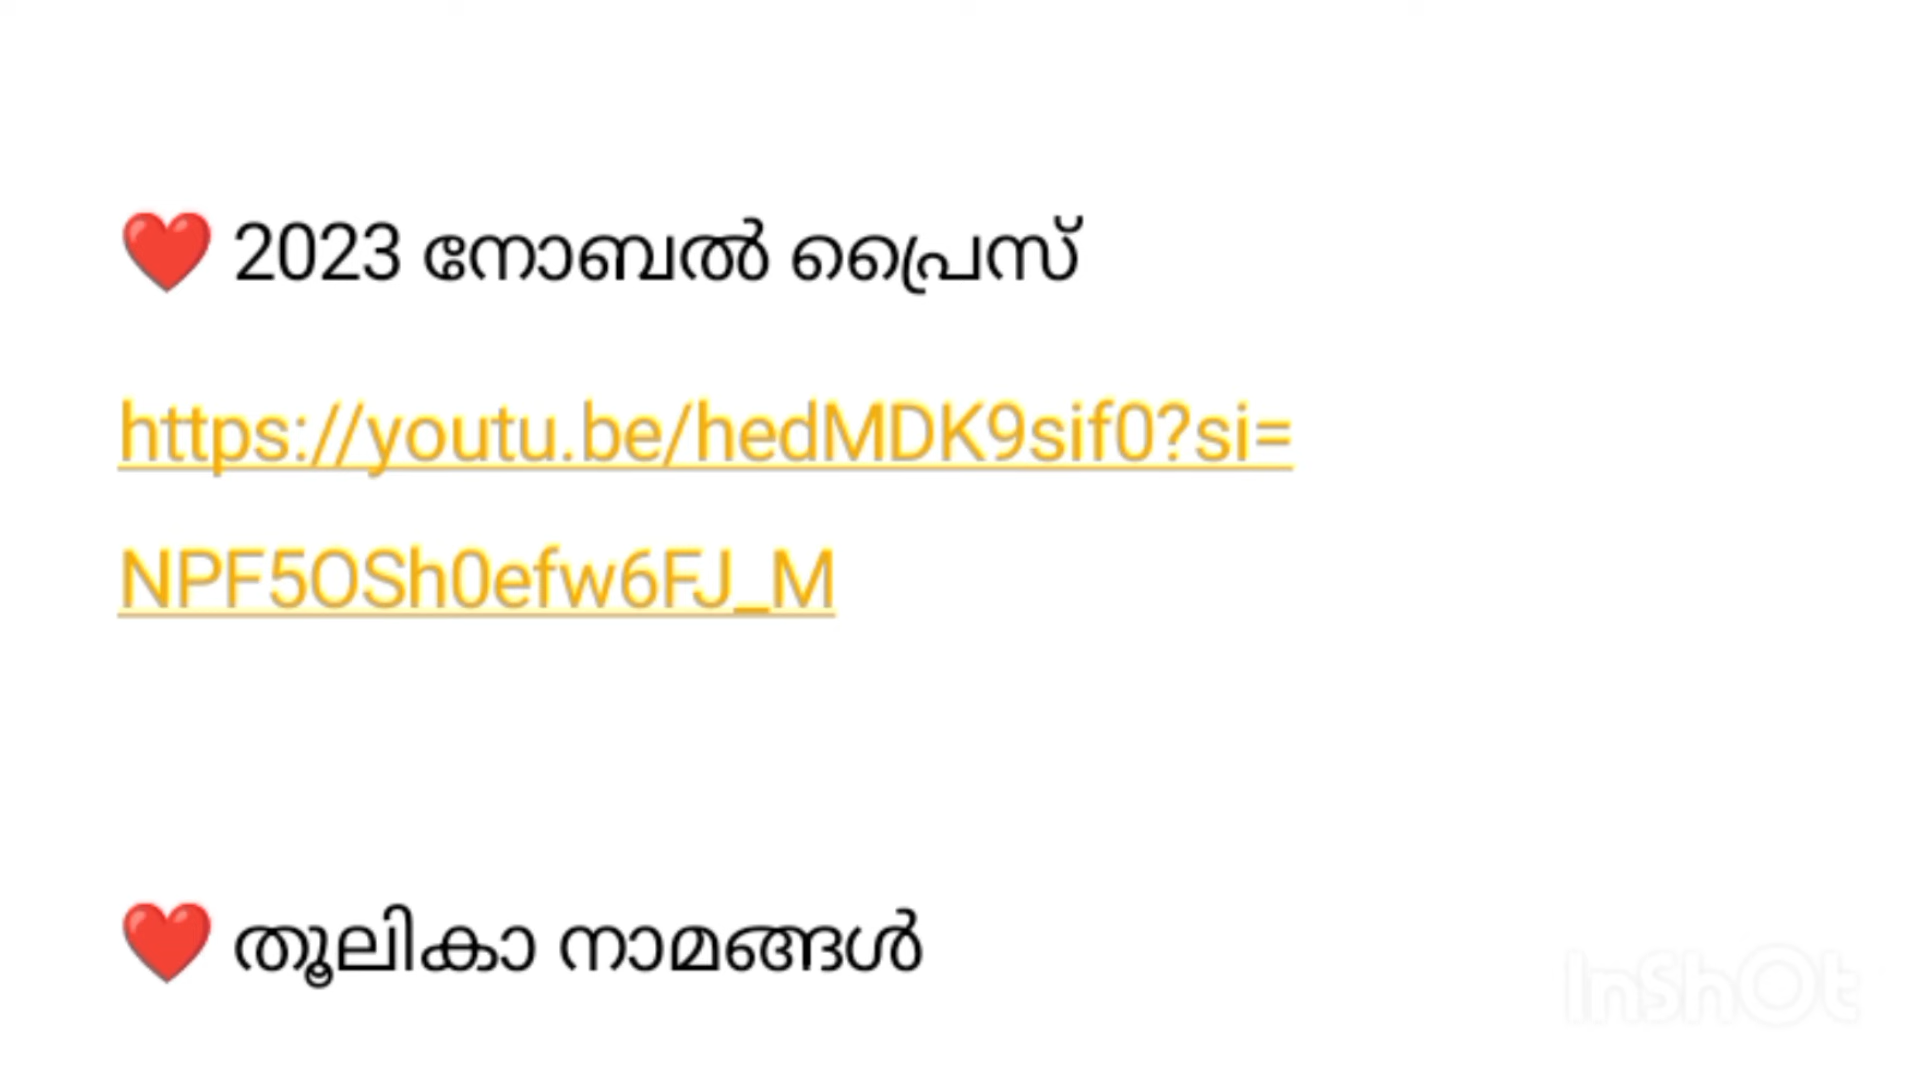 ❤️ 2023 നോബൽ പ്രൈസ്
https://youtu.be/hedMDK9sif0?si=
NPF5OSh0efw6FJ_M
❤️ തൂലികാ നാമങ്ങൾ
InShOt